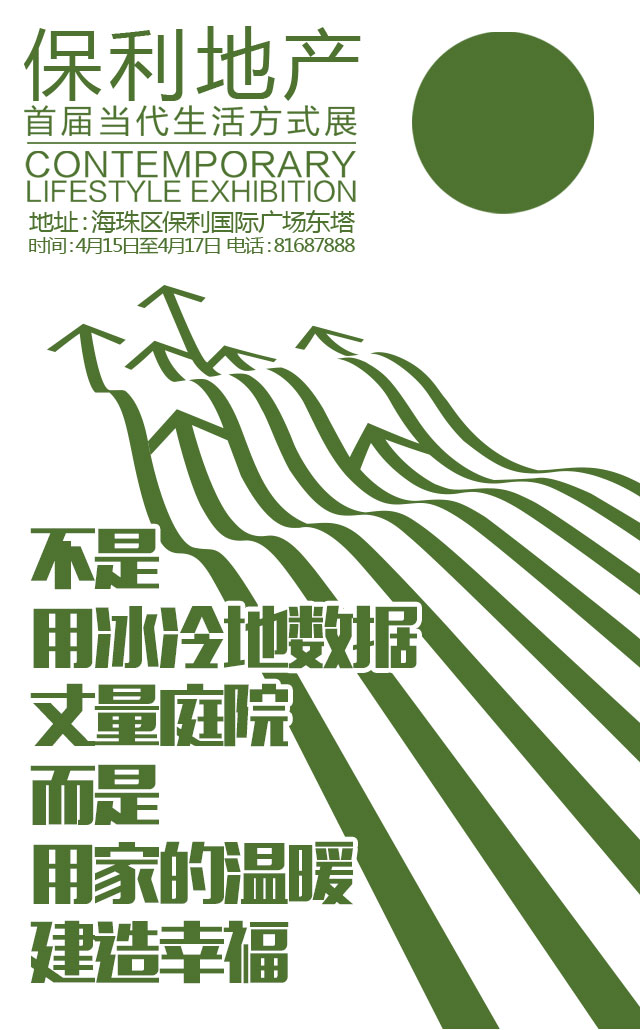 保利地产
首届当代生活方式展
CONTEMPORARY
LIFESTYLE EXHIBITION
地址:海珠区保利国际广场东塔
时间:4月15日至4月17日 电话:81687888
不是
用冰冷地数据
丈量庭院
而是
用家的温暖
建造幸福